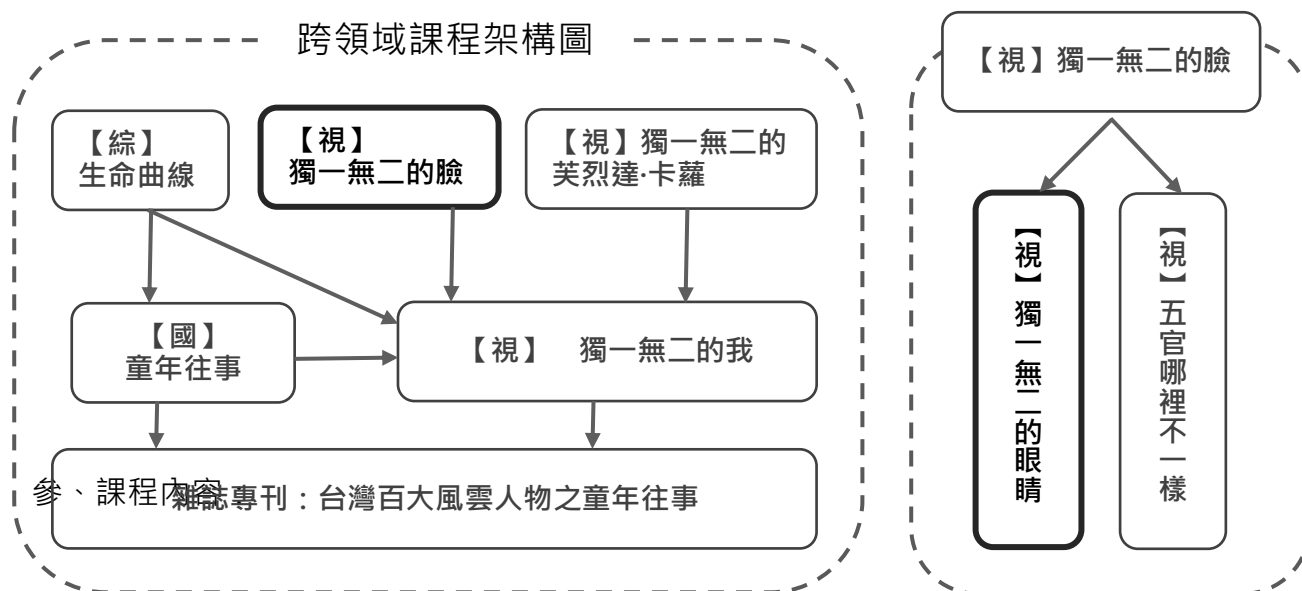 跨領域課程架構圖
【綜】
生命曲線
【視】
獨一無二的臉
【視】獨一無二的
芙烈達·卡蘿
【國】
童年往事
【視】 獨一無二的我
參、課程內容
雜誌專刊：台灣百大風雲人物之童年往事
【視】獨一無二的臉
【視】獨一無二的眼睛
【視】五官哪裡不一樣